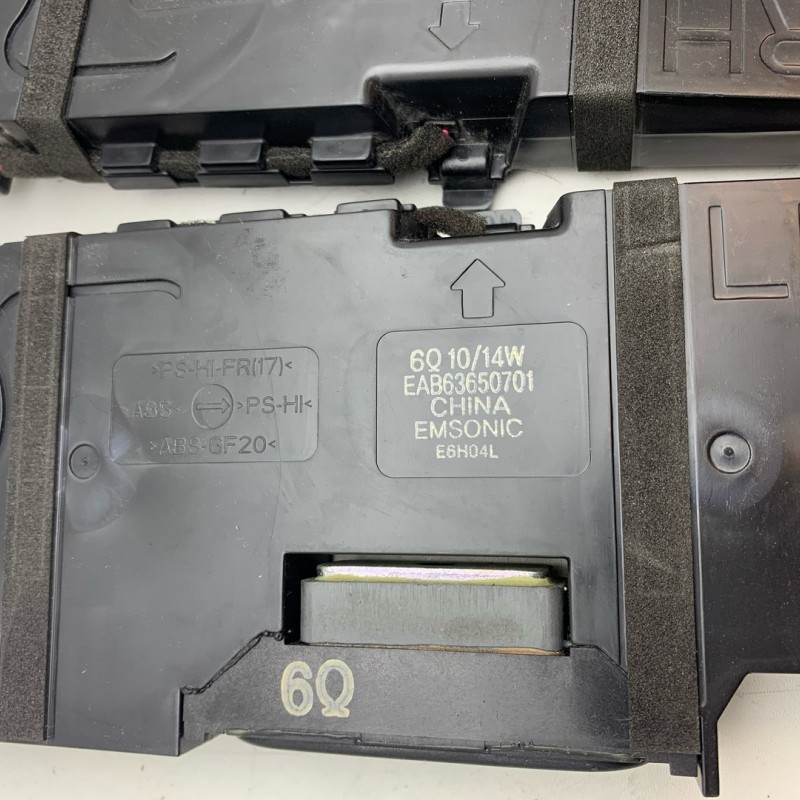 H
L
>PS-HI-FR(17)<
>ABS< >PS-HI<
>ABS-GF20<
6Ω 10/14W
EAB63650701
CHINA
EMSONIC
E6H04L
6Ω